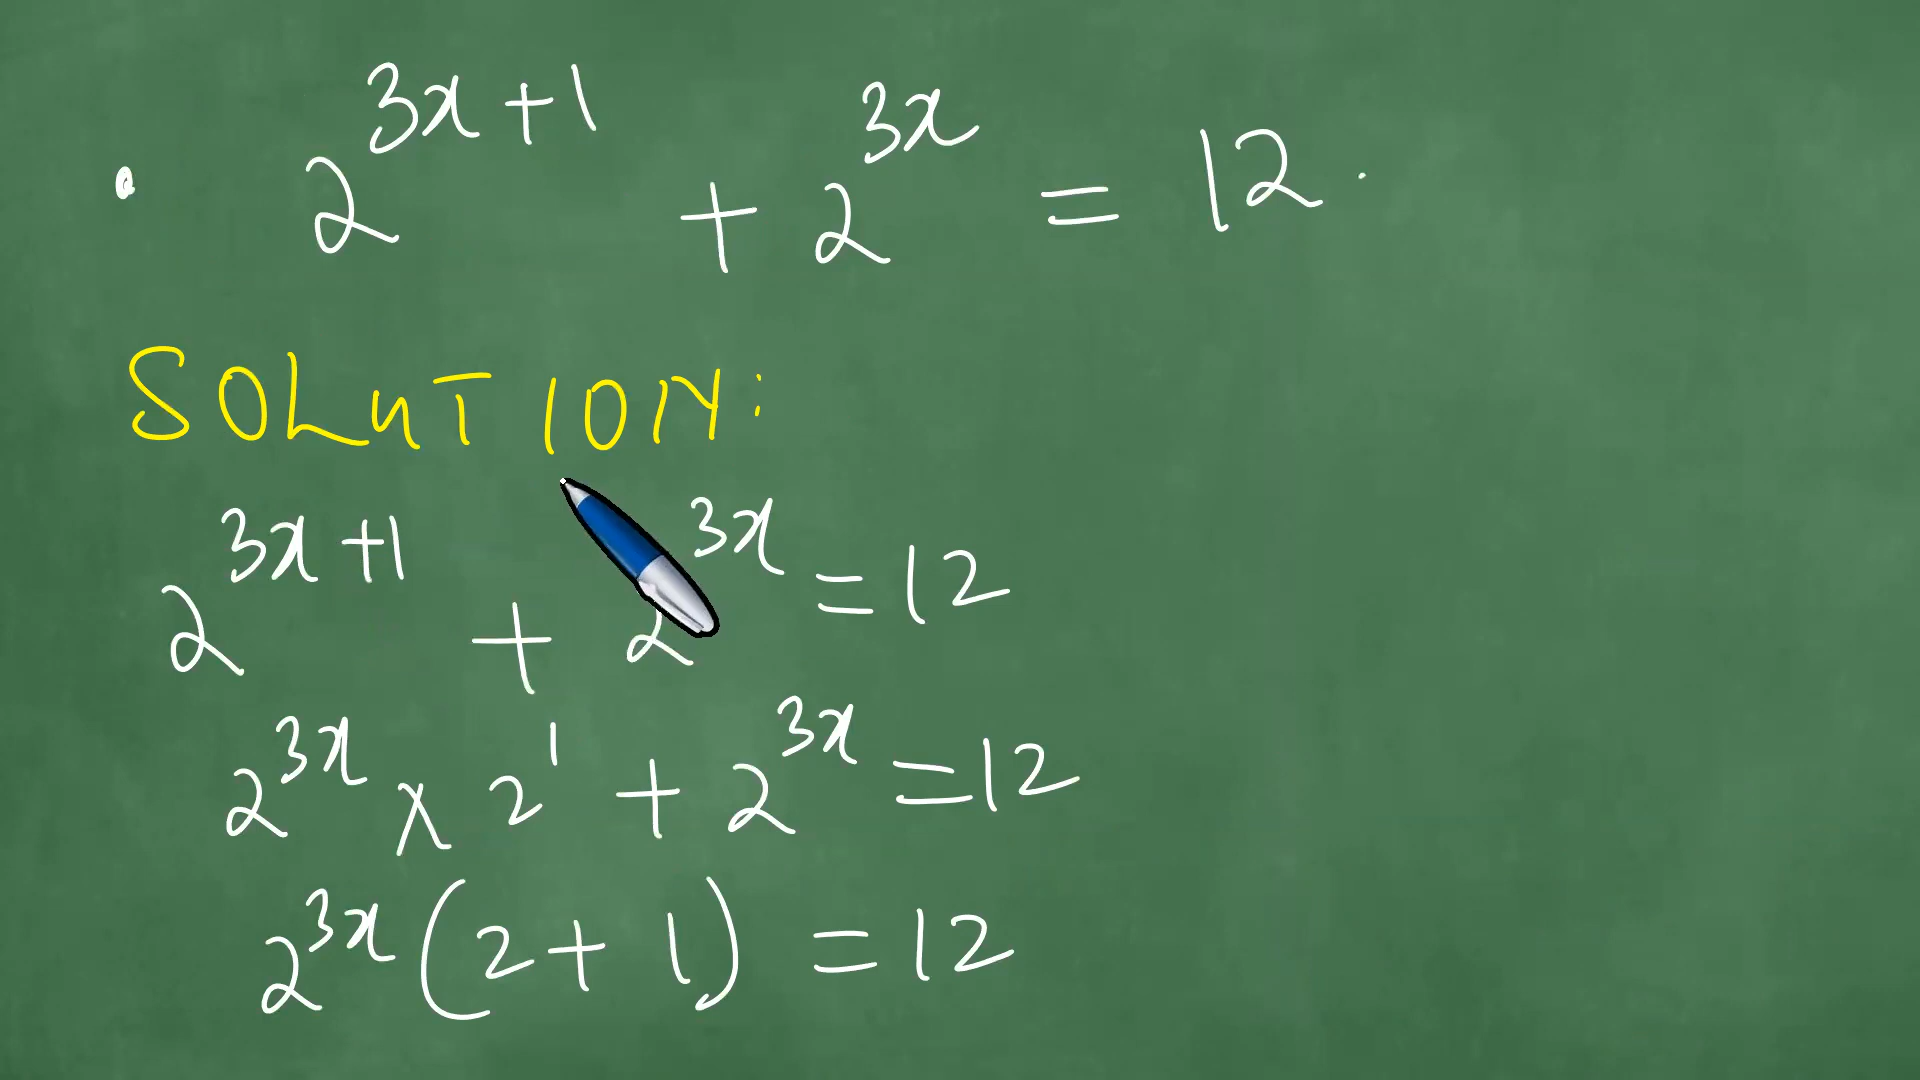 2^{3x+1} + 2^{3x} = 12.
SOLUTION:
2^{3x+1} + 2^{3x} = 12
2^{3x} × 2^{1} + 2^{3x} = 12
2^{3x} (2 + 1) = 12